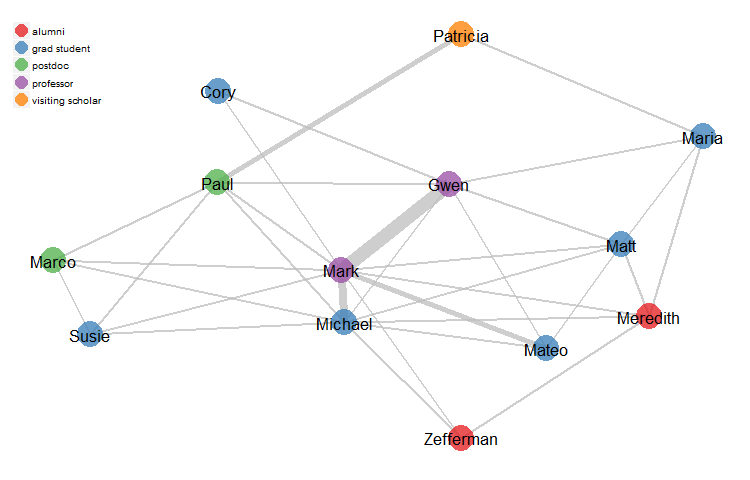 alumni
grad student
postdoc
professor
visiting scholar
Patricia
Cory
Maria
Paul
Gwen
Matt
Marco
Mark
Michael
Meredith
Susie
Mateo
Zefferman